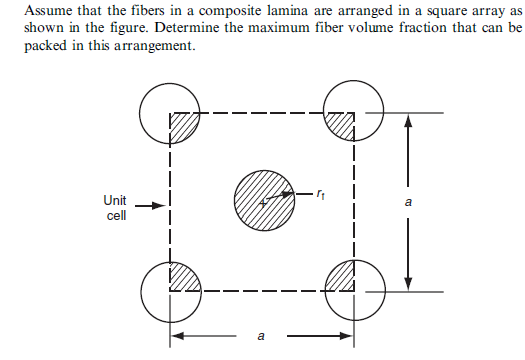 Assume that the fibers in a composite lamina are arranged in a square array as
shown in the figure. Determine the maximum fiber volume fraction that can be
packed in this arrangement.
Unit
cell
rf
a
a